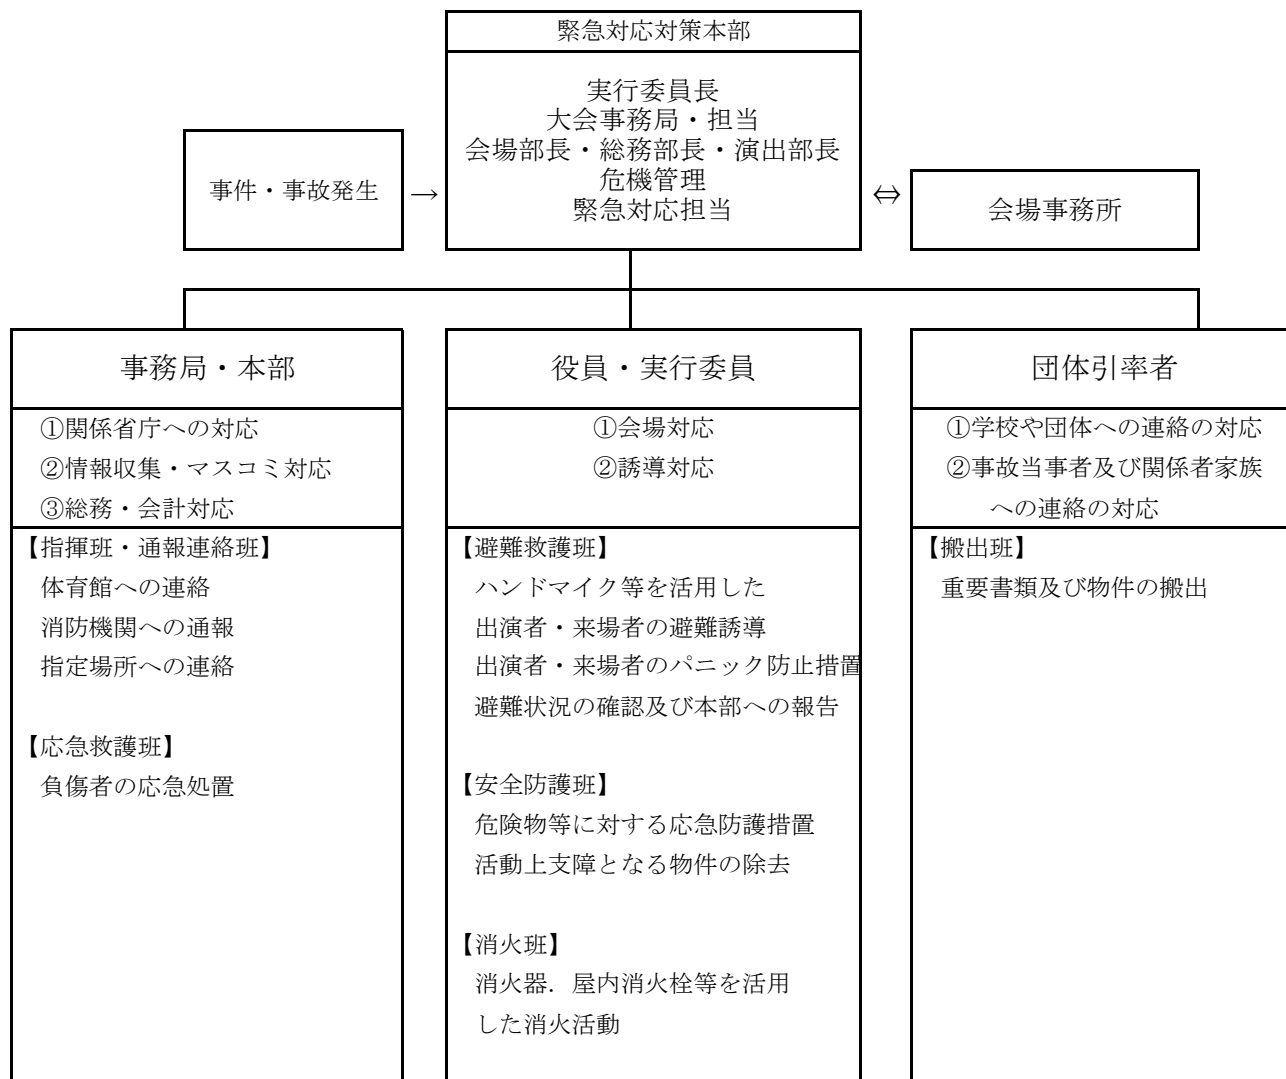 緊急対応対策本部
実行委員長
大会事務局・担当
会場部長・総務部長・演出部長
危機管理
緊急対応担当
事件・事故発生
→
⇔
会場事務所
事務局・本部
①関係省庁への対応
②情報収集・マスコミ対応
③総務・会計対応
【指揮班・通報連絡班】
体育館への連絡
消防機関への通報
指定場所への連絡
【応急救護班】
負傷者の応急処置
役員・実行委員
①会場対応
②誘導対応
【避難救護班】
ハンドマイク等を活用した
出演者・来場者の避難誘導
出演者・来場者のパニック防止措置
避難状況の確認及び本部への報告
【安全防護班】
危険物等に対する応急防護措置
活動上支障となる物件の除去
【消火班】
消火器．屋内消火栓等を活用
した消火活動
団体引率者
①学校や団体への連絡の対応
②事故当事者及び関係者家族
への連絡の対応
【搬出班】
重要書類及び物件の搬出